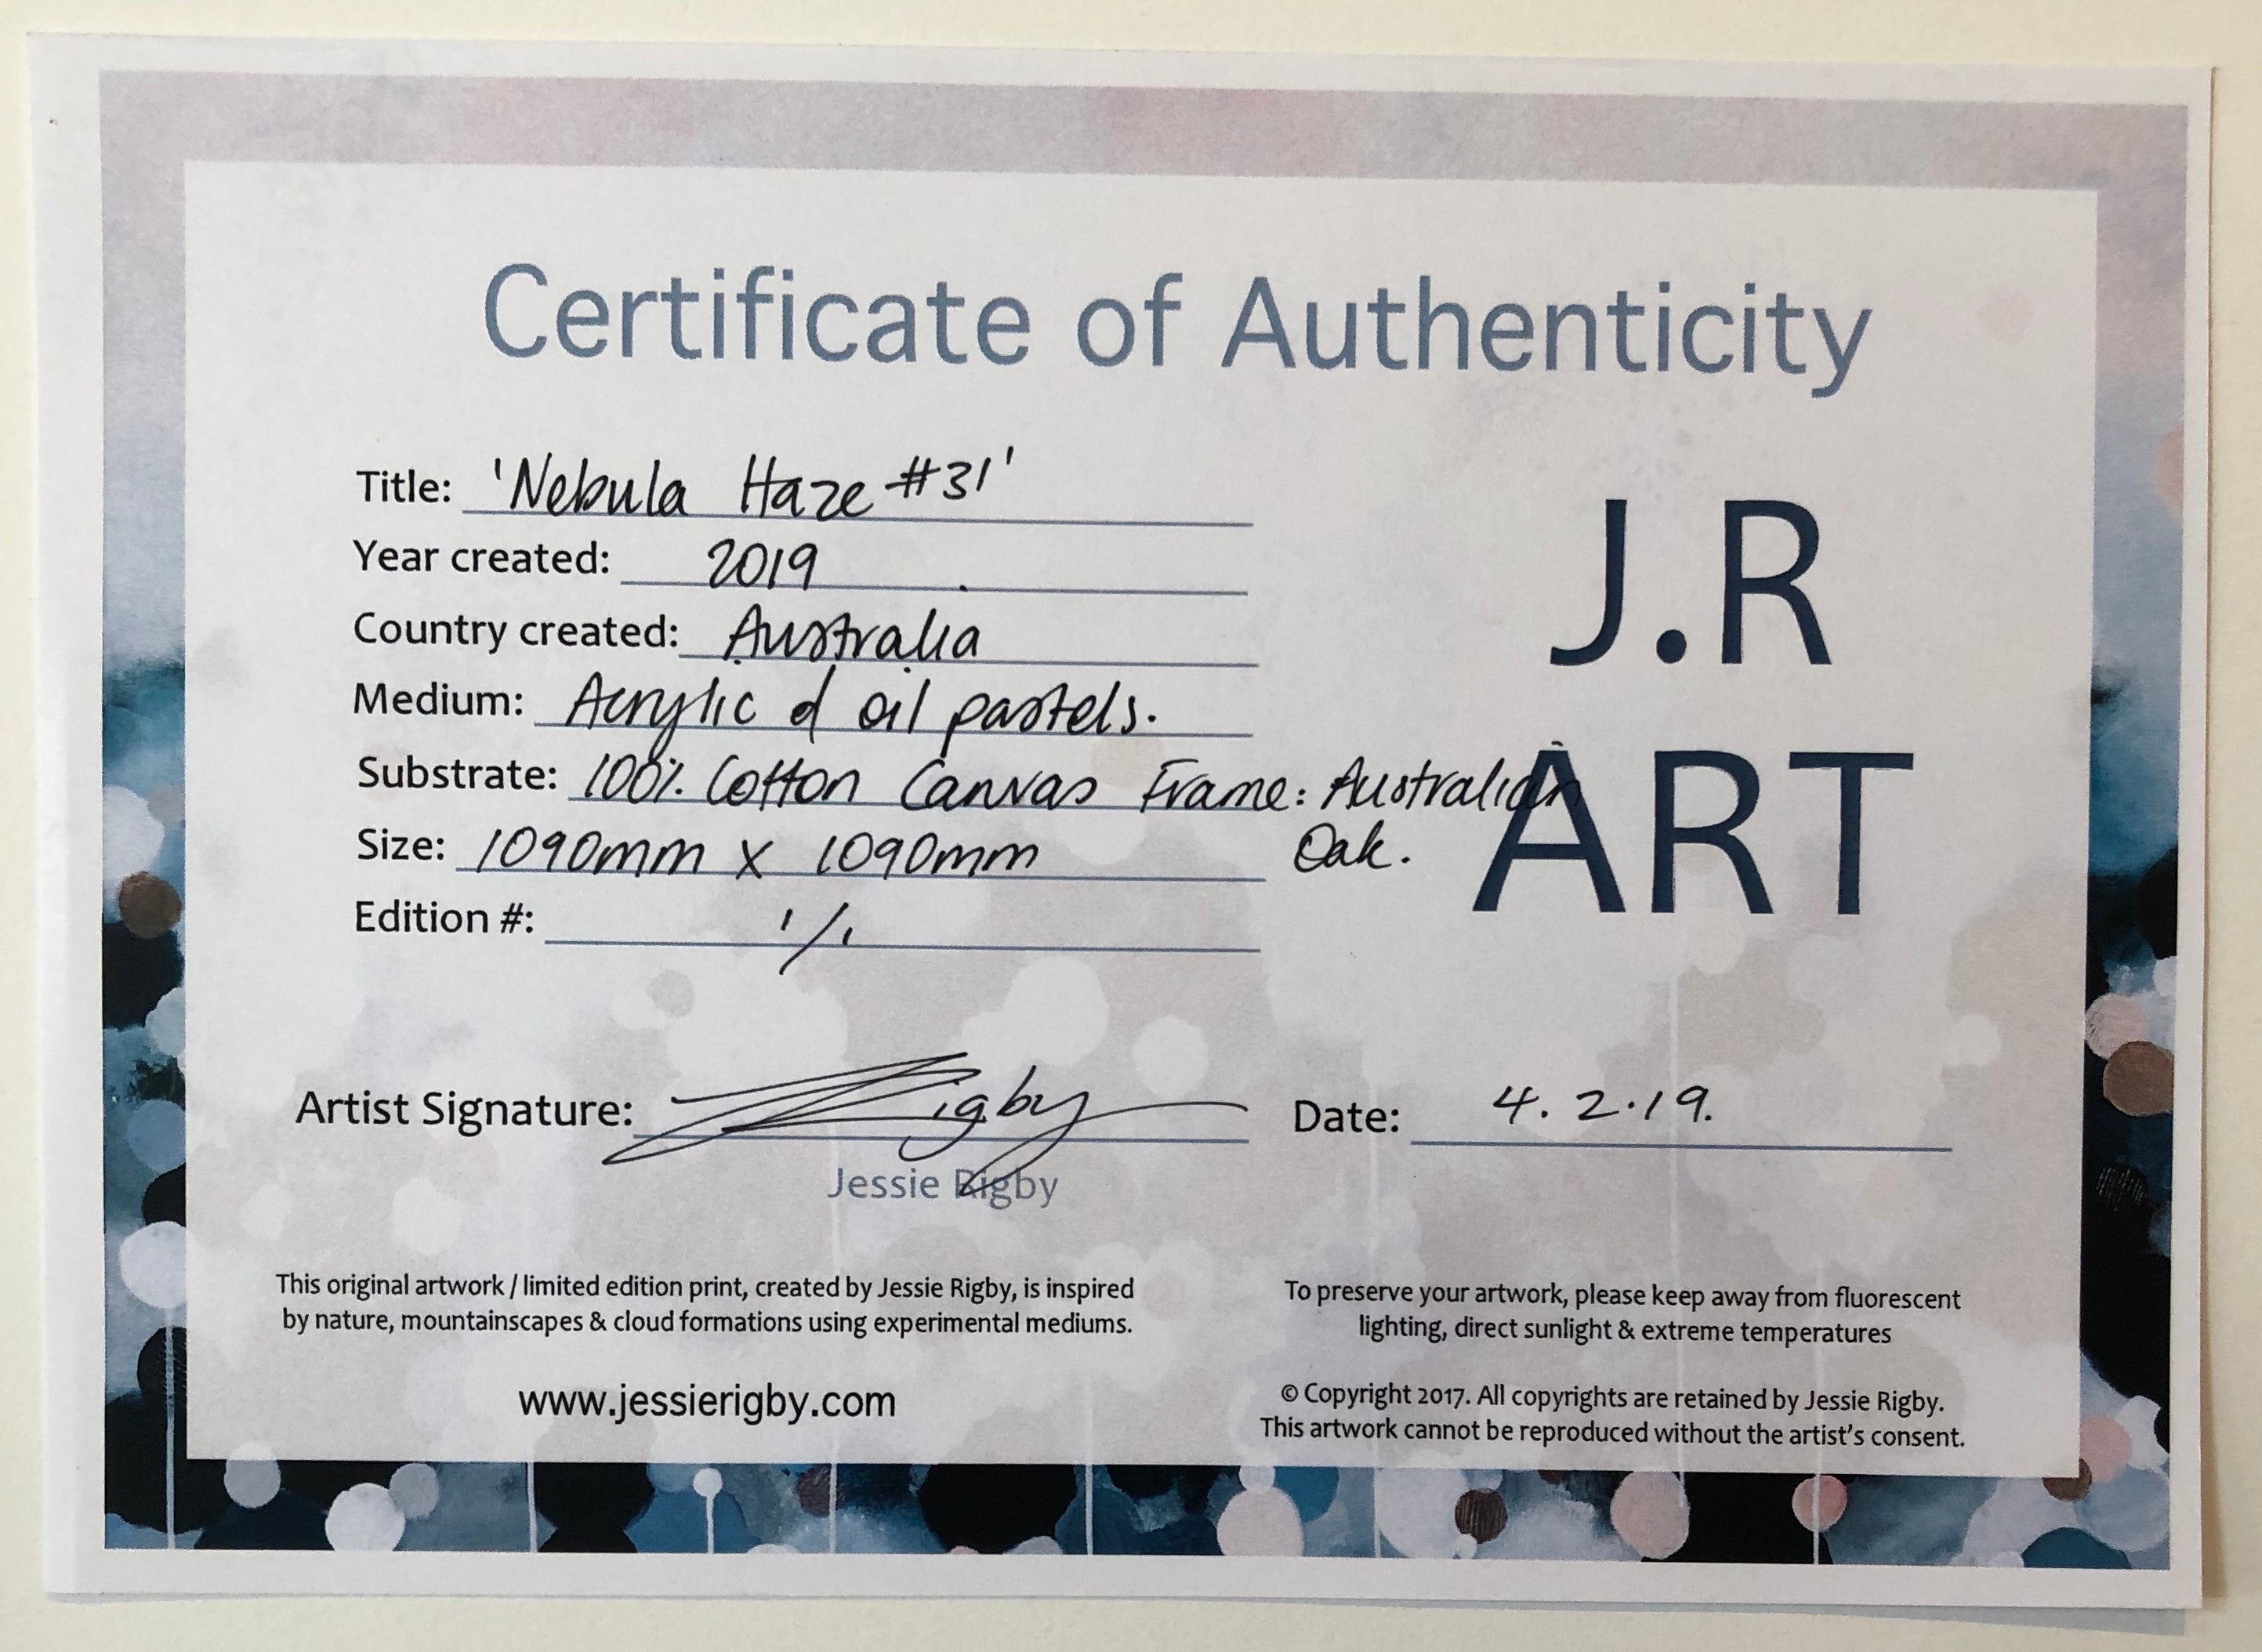 Certificate of Authenticity
Title: 'Nebula Haze #31'
Year created: 2019
Country created: Australia
Medium: Acrylic & oil pastels.
Substrate: 100% Cotton Canvas Frame: Australian
Oak.
Size: 1090mm x 1090mm
Edition #: 1/1
J.R
ART
Artist Signature: Rigby
Date: 4.2.19.
Jessie Rigby
This original artwork / limited edition print, created by Jessie Rigby, is inspired
by nature, mountainscapes & cloud formations using experimental mediums.
www.jessierigby.com
To preserve your artwork, please keep away from fluorescent
lighting, direct sunlight & extreme temperatures
© Copyright 2017. All copyrights are retained by Jessie Rigby.
This artwork cannot be reproduced without the artist's consent.